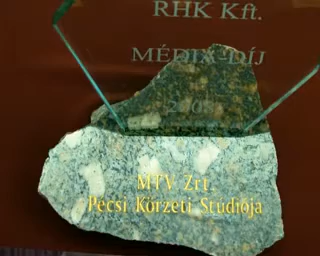 RHK Kft.
MÉDIA-DÍJ
MTV Zrt.
Pécsi Körzeti Stúdiója